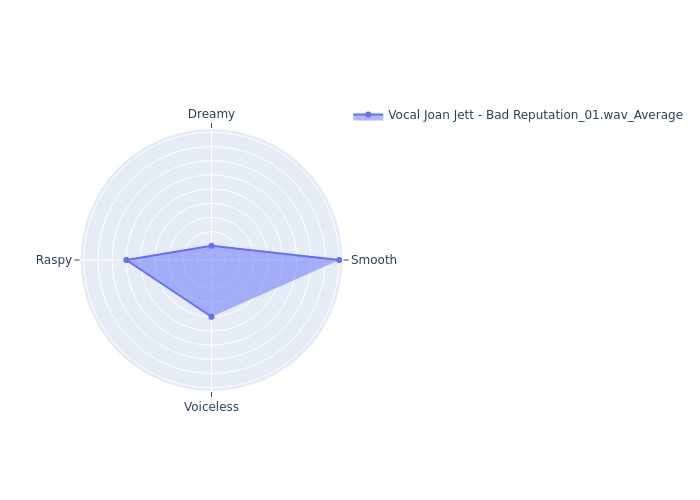 Dreamy
Vocal Joan Jett - Bad Reputation_01.wav_Average
Raspy
Smooth
Voiceless